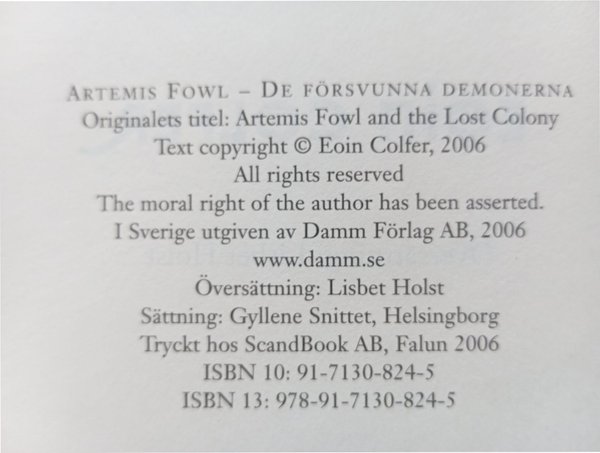 ARTEMIS FOWL – DE FÖRSVUNNA DEMONERNA
Originalets titel: Artemis Fowl and the Lost Colony
Text copyright © Eoin Colfer, 2006
All rights reserved
The moral right of the author has been asserted.
I Sverige utgiven av Damm Förlag AB, 2006
www.damm.se
Översättning: Lisbet Holst
Sättning: Gyllene Snittet, Helsingborg
Tryckt hos ScandBook AB, Falun 2006
ISBN 10: 91-7130-824-5
ISBN 13: 978-91-7130-824-5